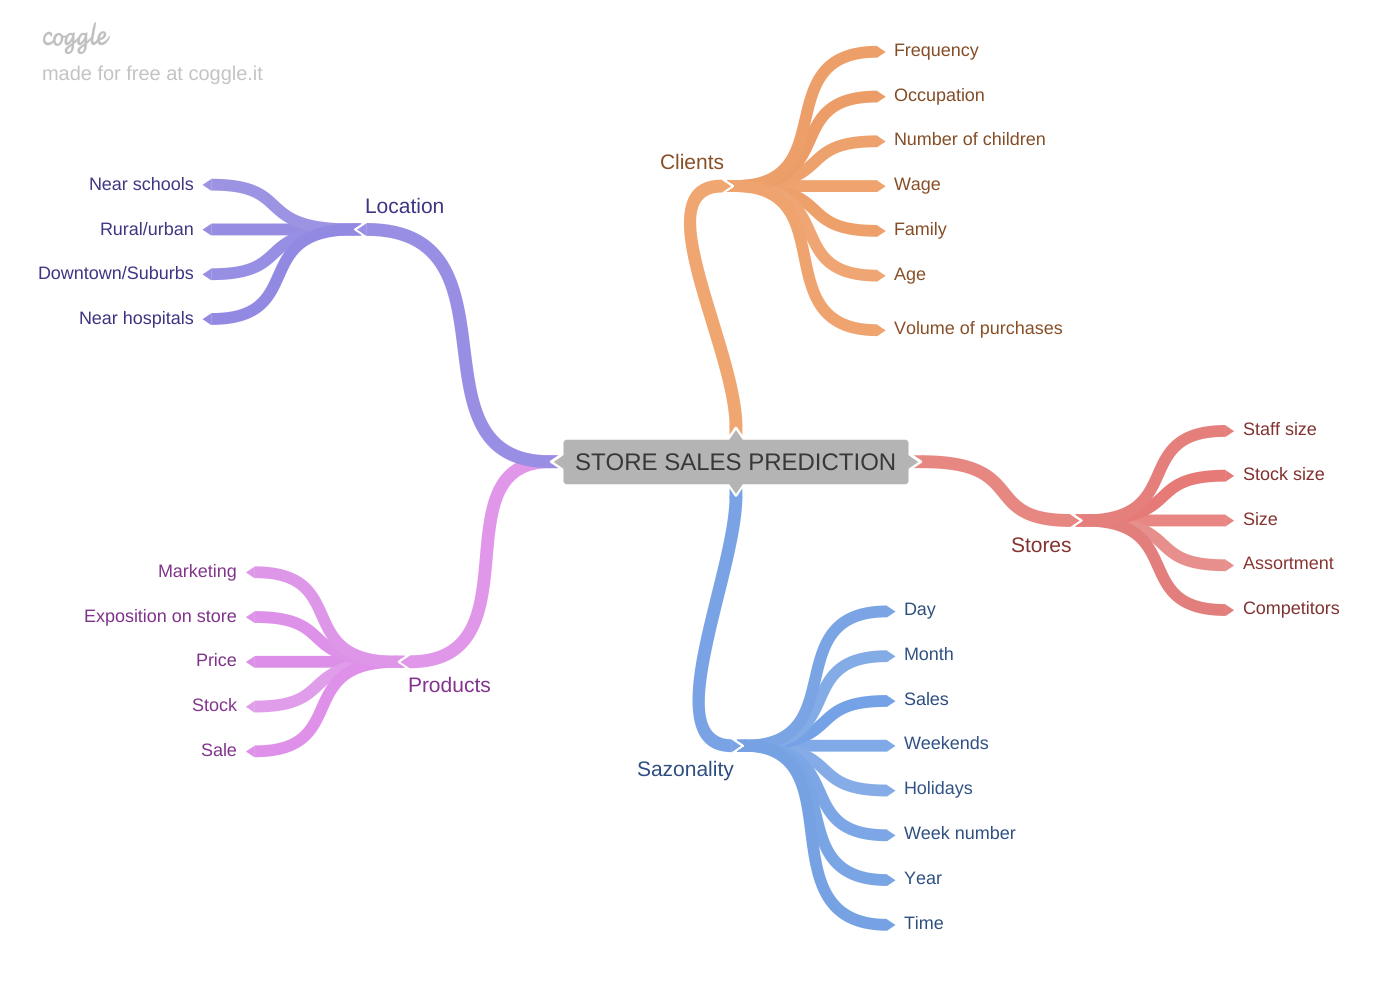 coggle
made for free at coggle.it
Clients
Frequency
Occupation
Number of children
Wage
Family
Age
Volume of purchases
Location
Near schools
Rural/urban
Downtown/Suburbs
Near hospitals
STORE SALES PREDICTION
Stores
Staff size
Stock size
Size
Assortment
Competitors
Products
Marketing
Exposition on store
Price
Stock
Sale
Sazonality
Day
Month
Sales
Weekends
Holidays
Week number
Year
Time